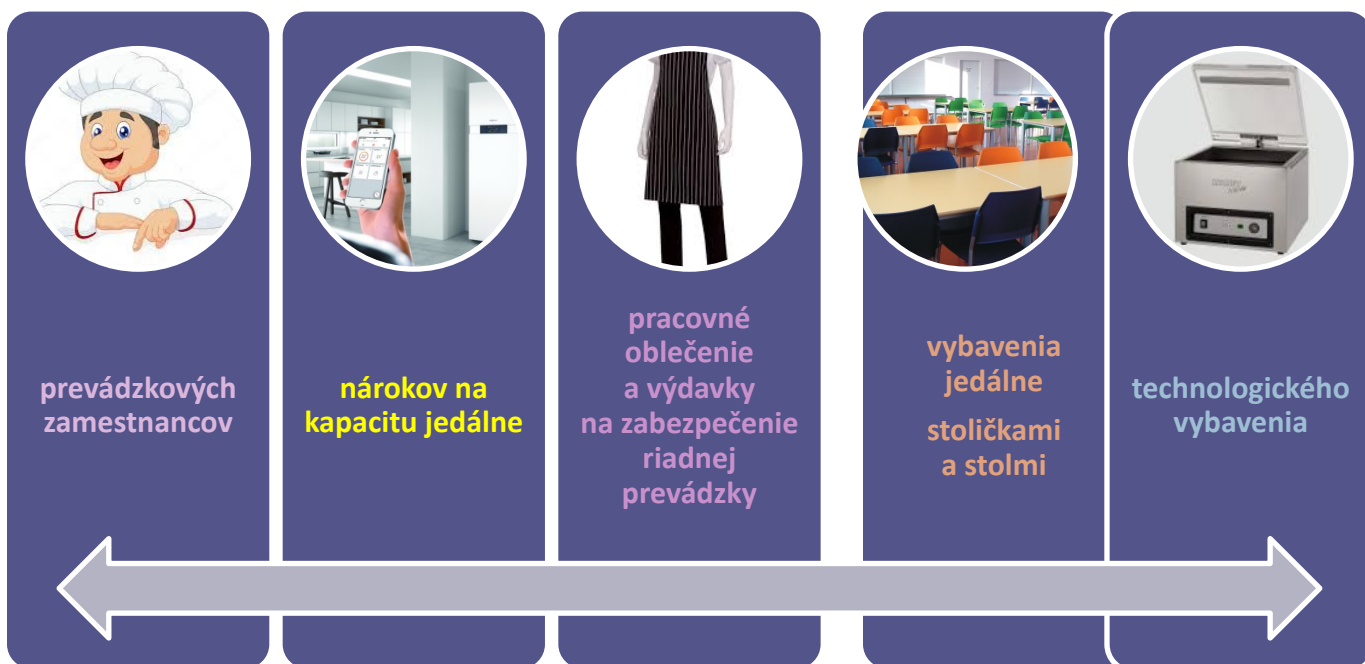 prevádzkových
zamestnancov
nárokov na
kapacitu jedálne
pracovné
oblečenie
a výdavky
na zabezpečenie
riadnej
prevádzky
vybavenia
jedálne
stoličkami
a stolmi
technologického
vybavenia